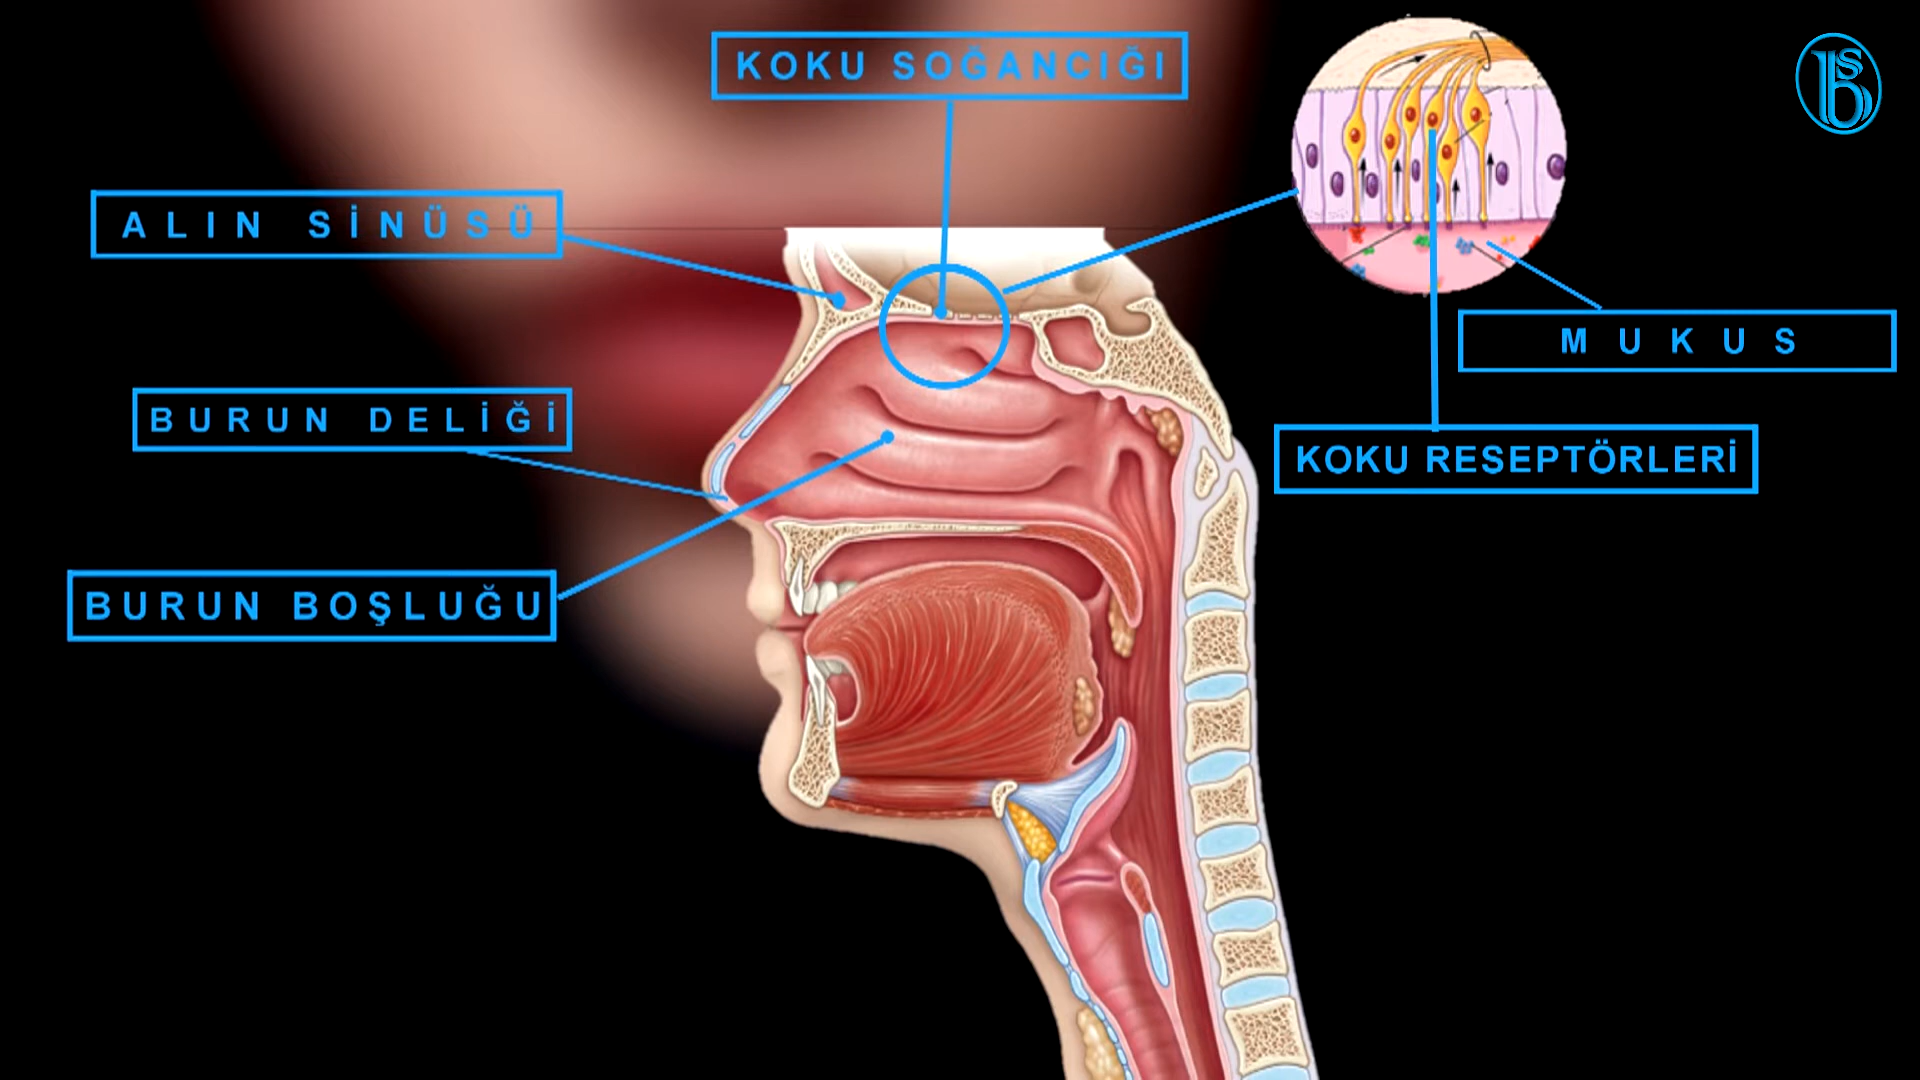 KOKU SOĞANCIĞI
ALIN SİNÜSÜ
MUKUS
BURUN DELİĞİ
KOKU RESEPTÖRLERİ
BURUN BOŞLUĞU